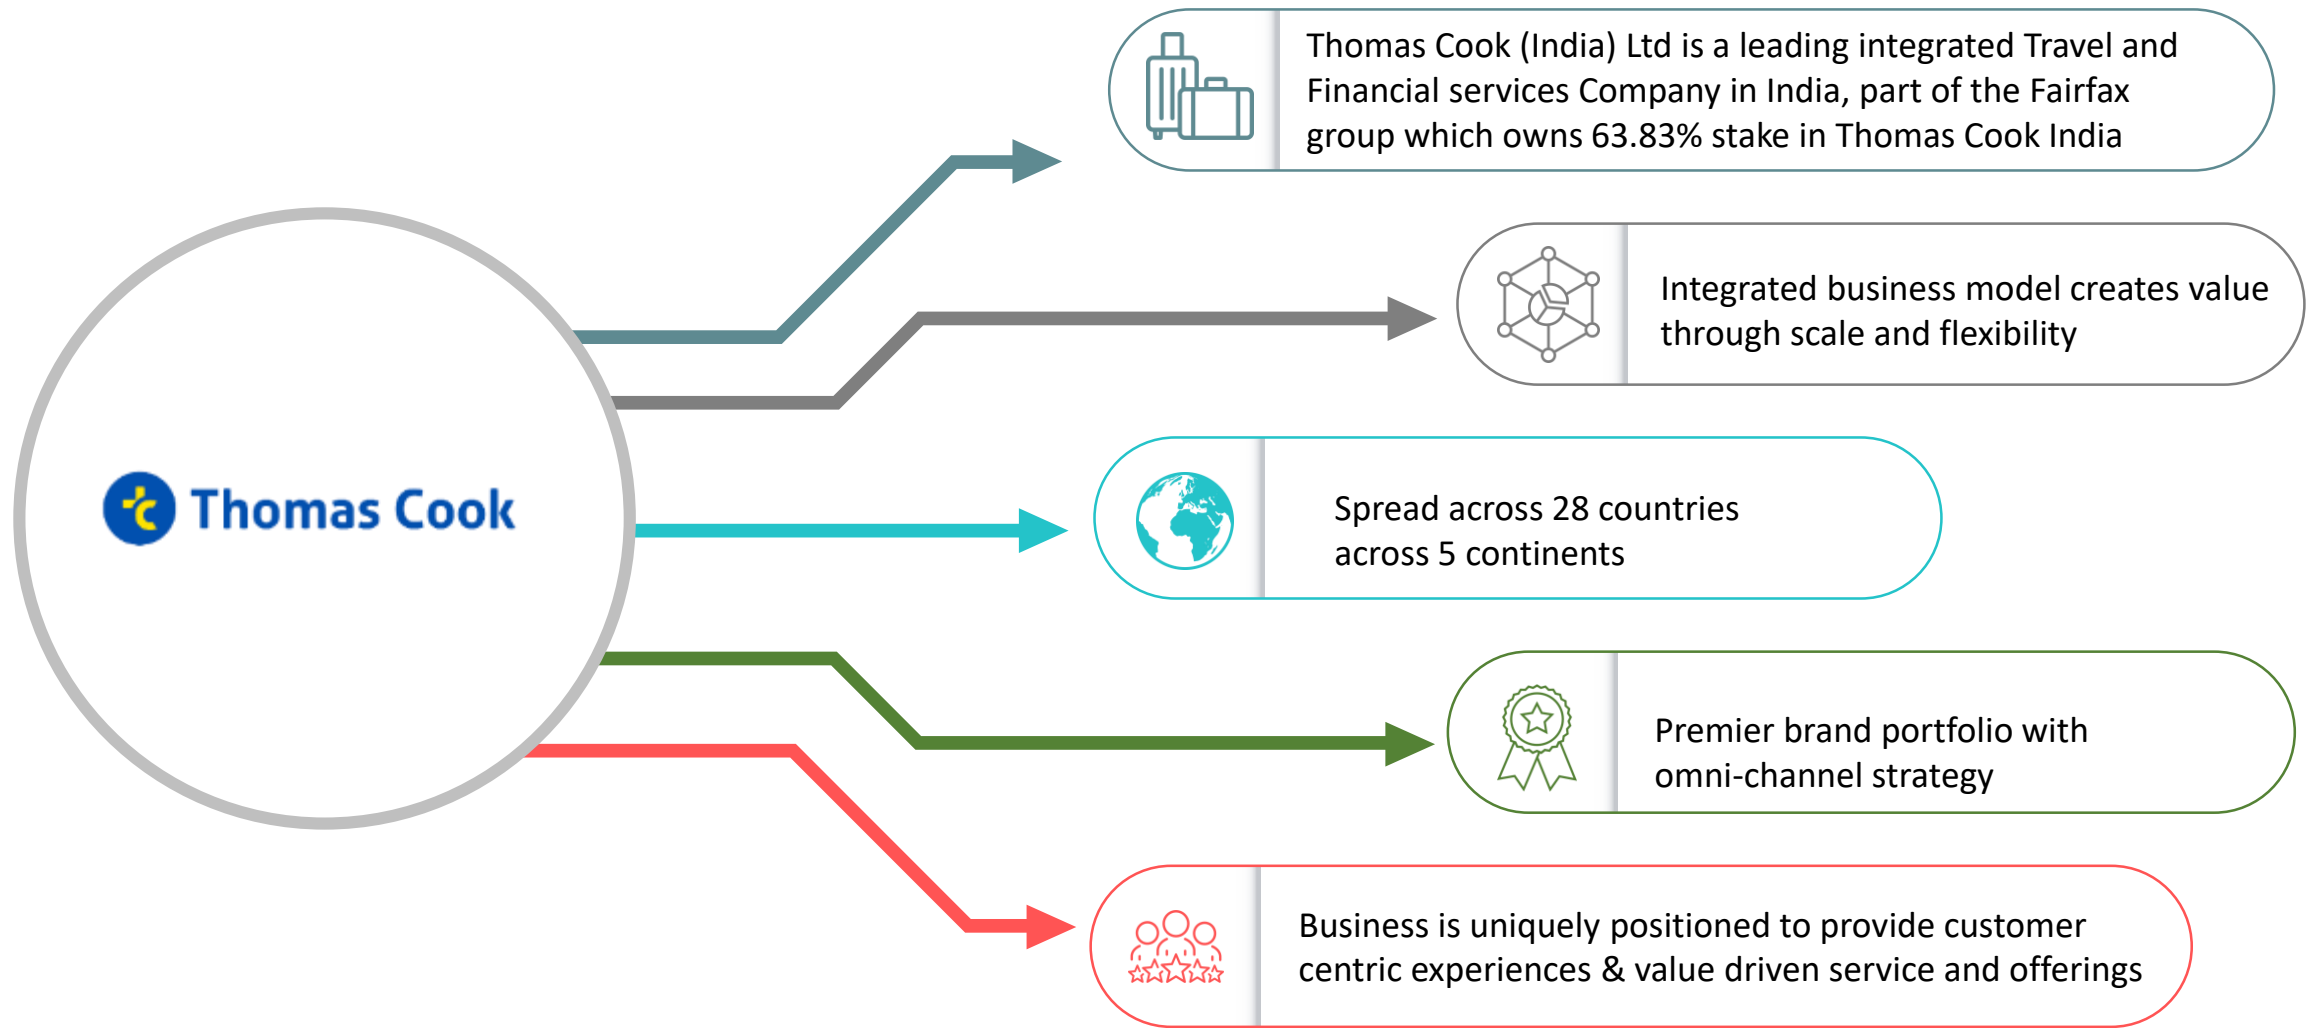 Thomas Cook (India) Ltd is a leading integrated Travel and
Financial services Company in India, part of the Fairfax
group which owns 63.83% stake in Thomas Cook India
Integrated business model creates value
through scale and flexibility
Thomas Cook
Spread across 28 countries
across 5 continents
Premier brand portfolio with
omni-channel strategy
Business is uniquely positioned to provide customer
centric experiences & value driven service and offerings